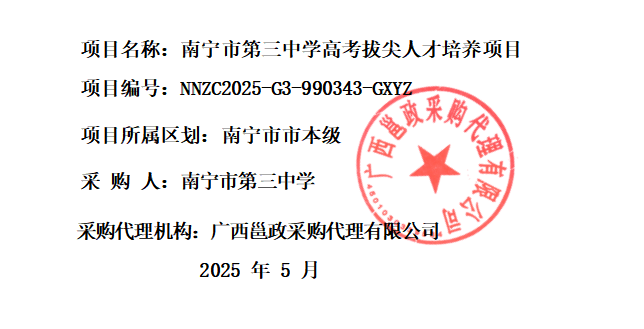 项目名称：南宁市第三中学高考拔尖人才培养项目
项目编号：NNZC2025-G3-990343-GXYZ
项目所属区划：南宁市市本级
采 购 人：南宁市第三中学
采购代理机构：广西邕政采购代理有限公司
2025 年 5 月
广西邕政采购代理有限公司